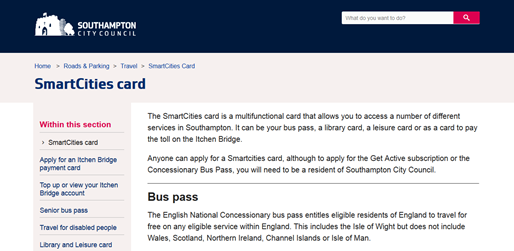 SOUTHAMPTON
CITY COUNCIL
What do you want to do?
Home > Roads & Parking > Travel > SmartCities Card
SmartCities card
Within this section
› SmartCities card
Apply for an Itchen Bridge
payment card
Top up or view your Itchen
Bridge account
Senior bus pass
Travel for disabled people
Library and Leisure card
The SmartCities card is a multifunctional card that allows you to access a number of different
services in Southampton. It can be your bus pass, a library card, a leisure card or as a card to pay
the toll on the Itchen Bridge.
Anyone can apply for a Smartcities card, although to apply for the Get Active subscription or the
Concessionary Bus Pass, you will need to be a resident of Southampton City Council.
Bus pass
The English National Concessionary bus pass entitles eligible residents of England to travel for
free on any eligible service within England. This includes the Isle of Wight but does not include
Wales, Scotland, Northern Ireland, Channel Islands or Isle of Man.